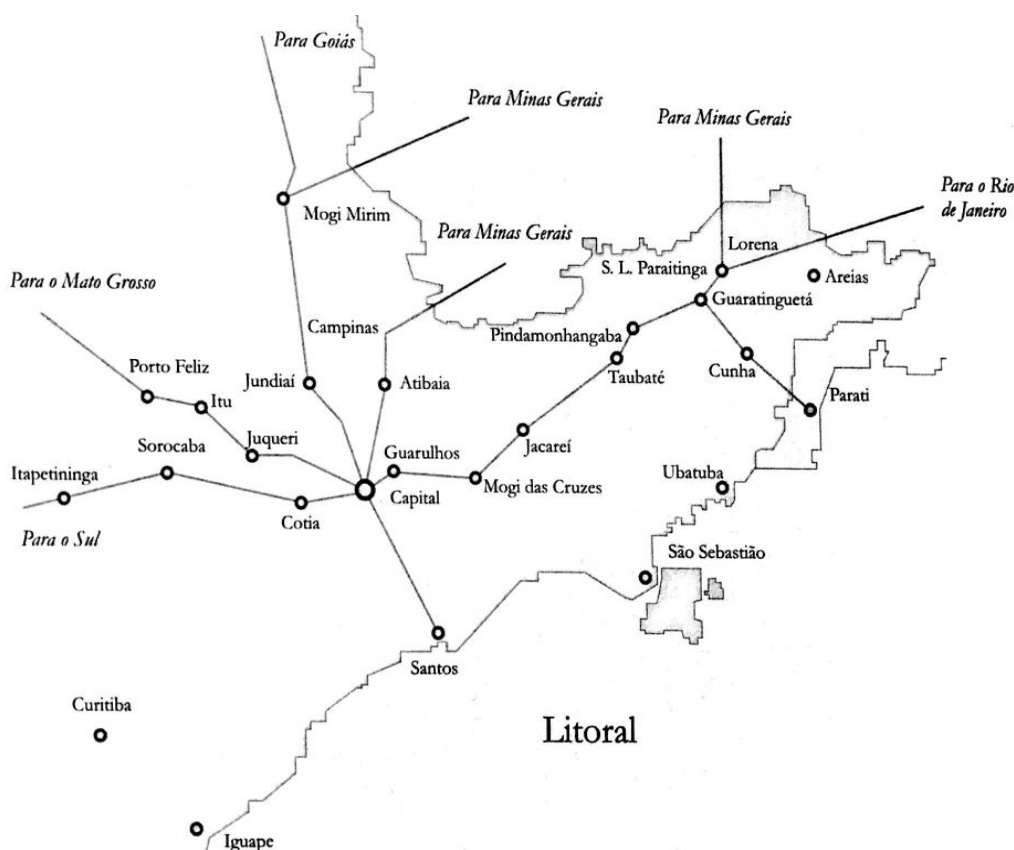 Para Goiás
Para Minas Gerais
Para Minas Gerais
Para o Rio
de Janeiro
Mogi Mirim
Para Minas Gerais
Lorena
S. L. Paraitinga
Areias
Para o Mato Grosso
Guaratinguetá
Campinas
Pindamonhangaba
Porto Feliz
Jundiaí
Atibaia
Taubaté
Cunha
Parati
Itu
Juqueri
Sorocaba
Guarulhos
Jacareí
Itapetininga
Capital
Mogi das Cruzes
Ubatuba
Cotia
Para o Sul
São Sebastião
Santos
Curitiba
Litoral
Iguape